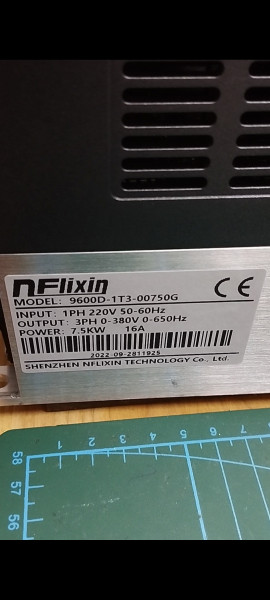 nFlixin
MODEL: 9600D-1T3-00750G
INPUT: 1PH 220V 50-60Hz
OUTPUT: 3PH 0-380V 0-650Hz
POWER: 7.5KW 16A
2022-09-2811925
SHENZHEN NFLIXIN TECHNOLOGY Co., Ltd.
CE
58 1 2 3 4 5 6 7
57
56